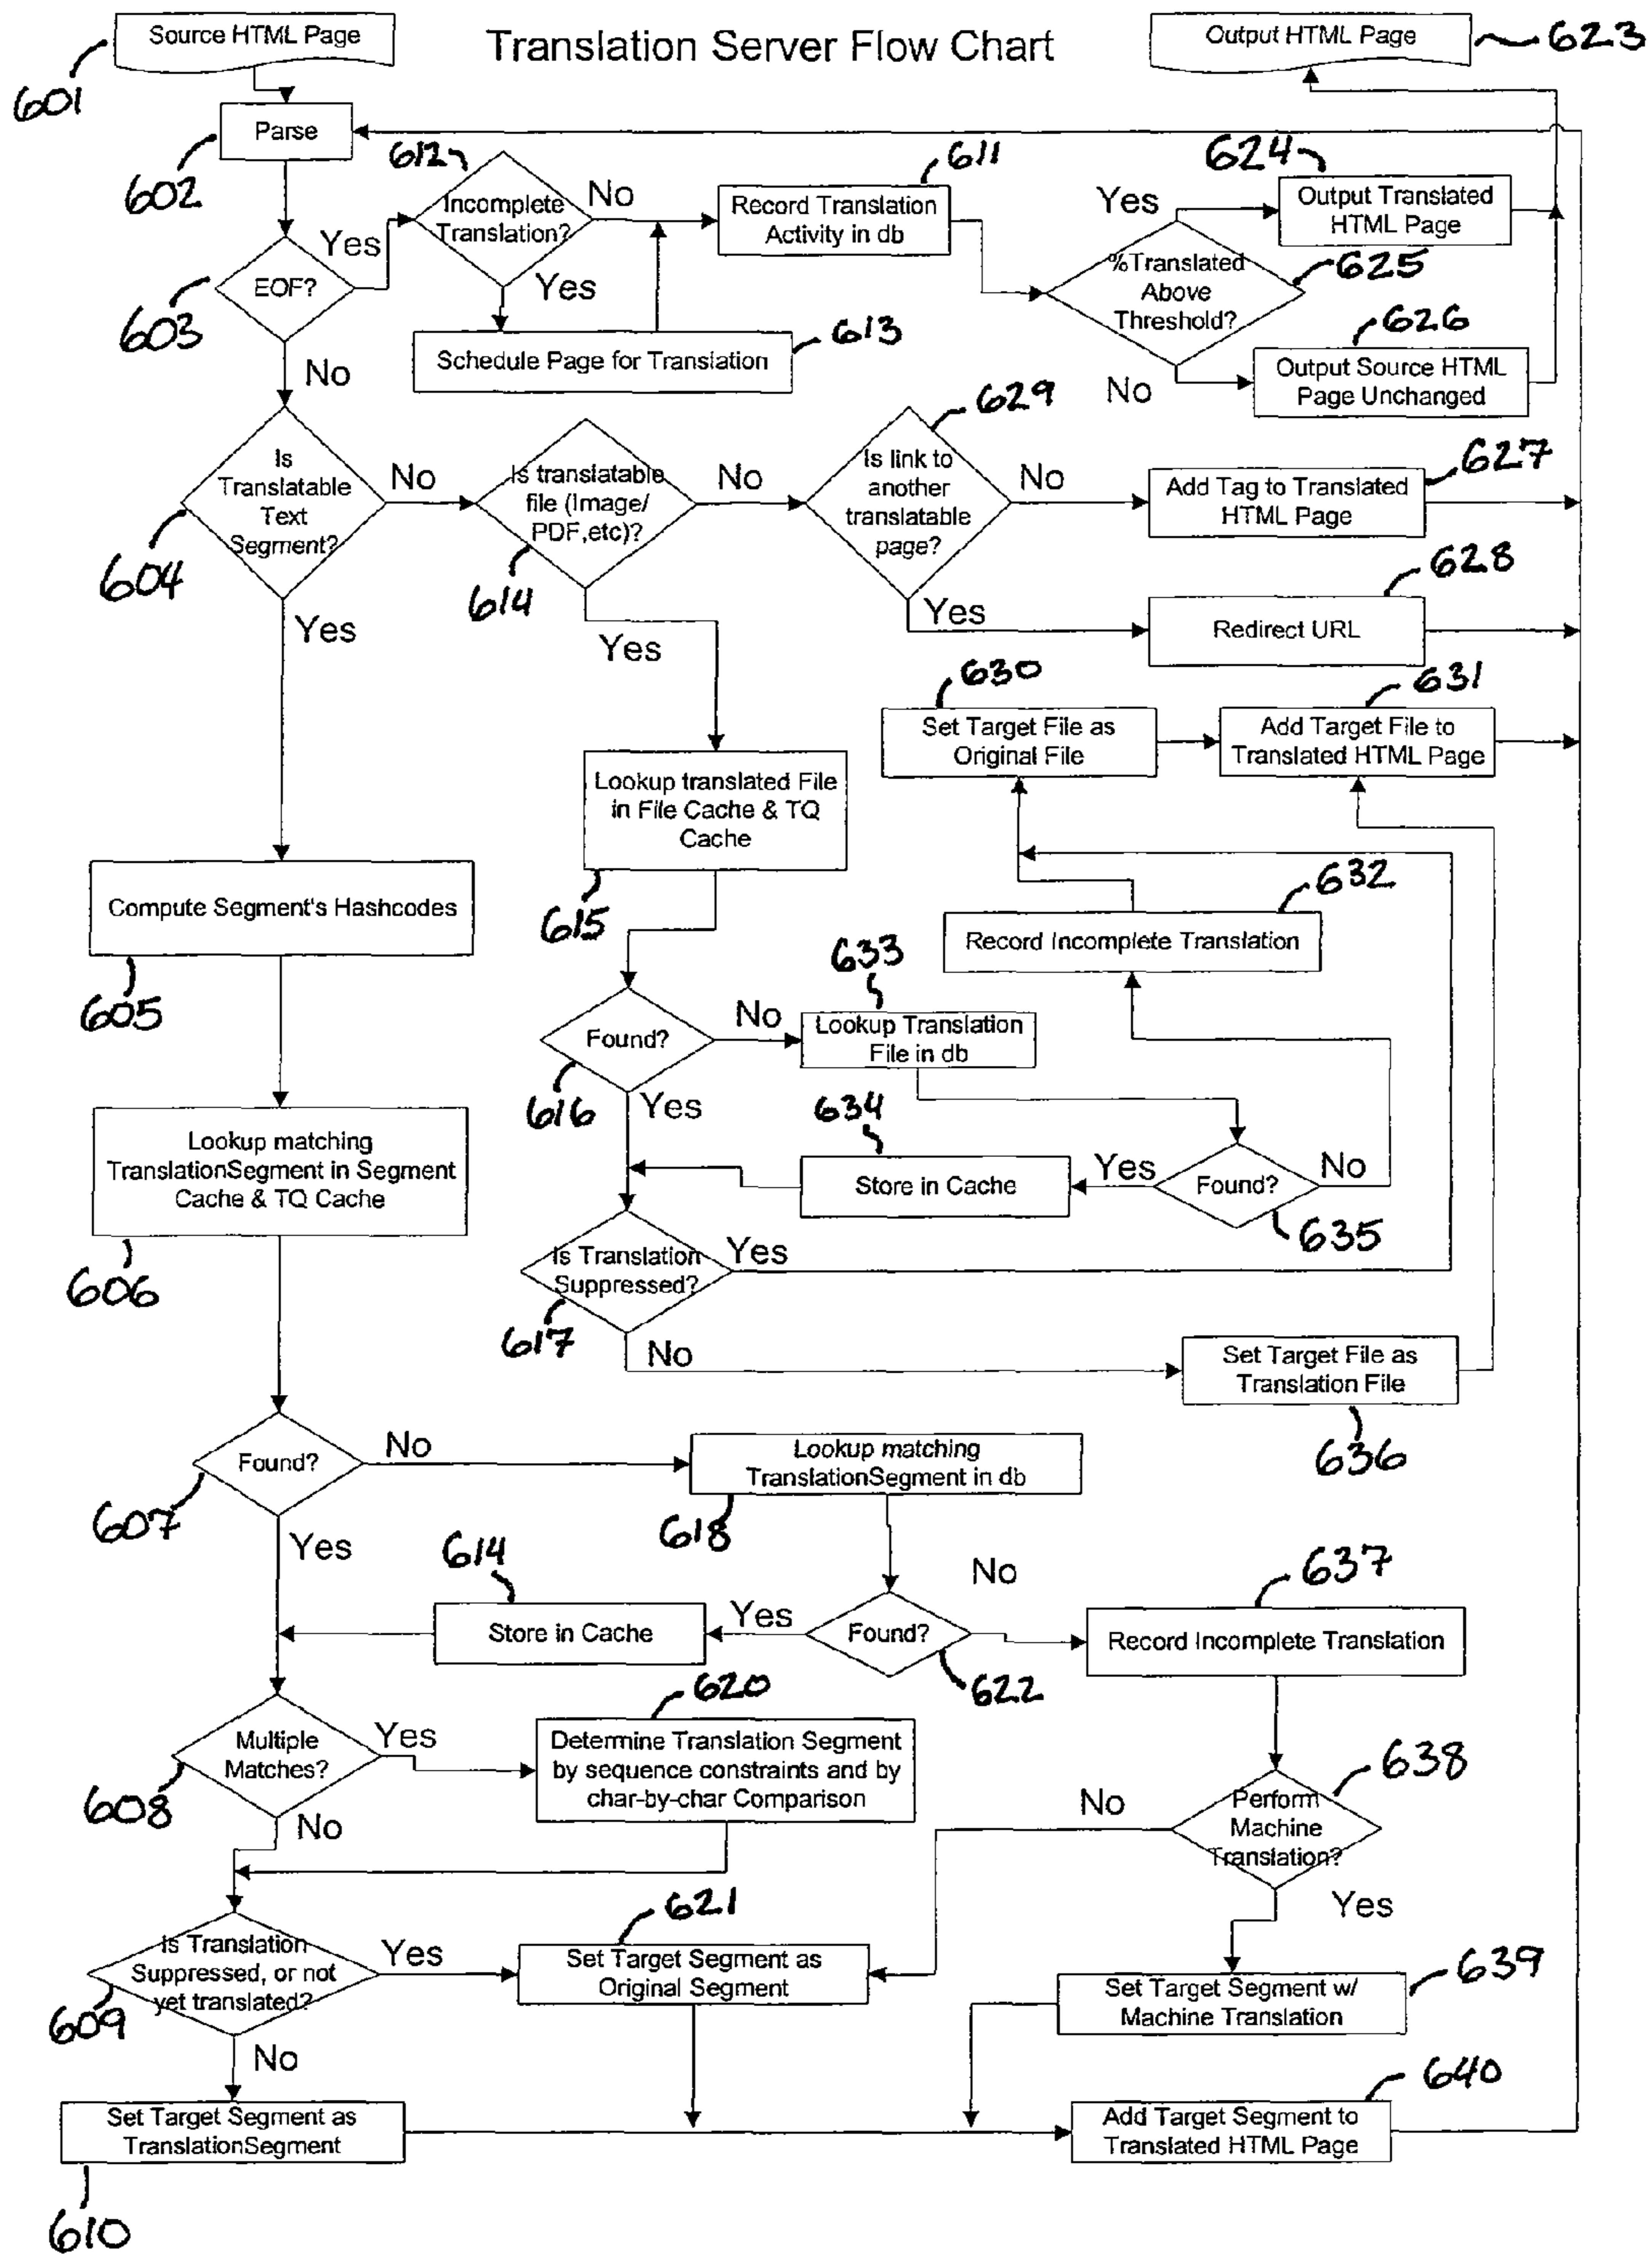 Source HTML Page
601
Translation Server Flow Chart
Output HTML Page
623
Parse
602
612
Incomplete
Translation?
No
Yes
611
Record Translation
Activity in db
624
Yes
Output Translated
HTML Page
EOF?
Yes
603
No
%Translated
Above
Threshold?
625
Schedule Page for Translation
613
626
No
Output Source HTML
Page Unchanged
Is
Translatable
Text
Segment?
No
604
Yes
Is translatable
file (Image/
PDF,etc)?
No
614
Yes
629
Is link to
another
translatable
page?
No
Yes
627
Add Tag to Translated
HTML Page
628
Redirect URL
630
Set Target File as
Original File
631
Add Target File to
Translated HTML Page
Lookup translated File
in File Cache & TQ
Cache
615
Compute Segment's Hashcodes
605
632
Record Incomplete Translation
633
Found?
No
Lookup Translation
File in db
616
Yes
634
Lookup matching
TranslationSegment in Segment
Cache & TQ Cache
606
Store in Cache
Yes
Found?
No
635
Is Translation
Suppressed?
Yes
617
No
Set Target File as
Translation File
636
Found?
No
607
Yes
Lookup matching
TranslationSegment in db
618
614
Store in Cache
Yes
Found?
No
622
637
Record Incomplete Translation
620
Multiple
Matches?
Yes
608
No
Determine Translation Segment
by sequence constraints and by
char-by-char Comparison
638
No
Perform
Machine
Translation?
Yes
621
Is Translation
Suppressed, or not
yet translated?
Yes
609
No
Set Target Segment as
Original Segment
639
Set Target Segment w/
Machine Translation
640
Set Target Segment as
TranslationSegment
610
Add Target Segment to
Translated HTML Page